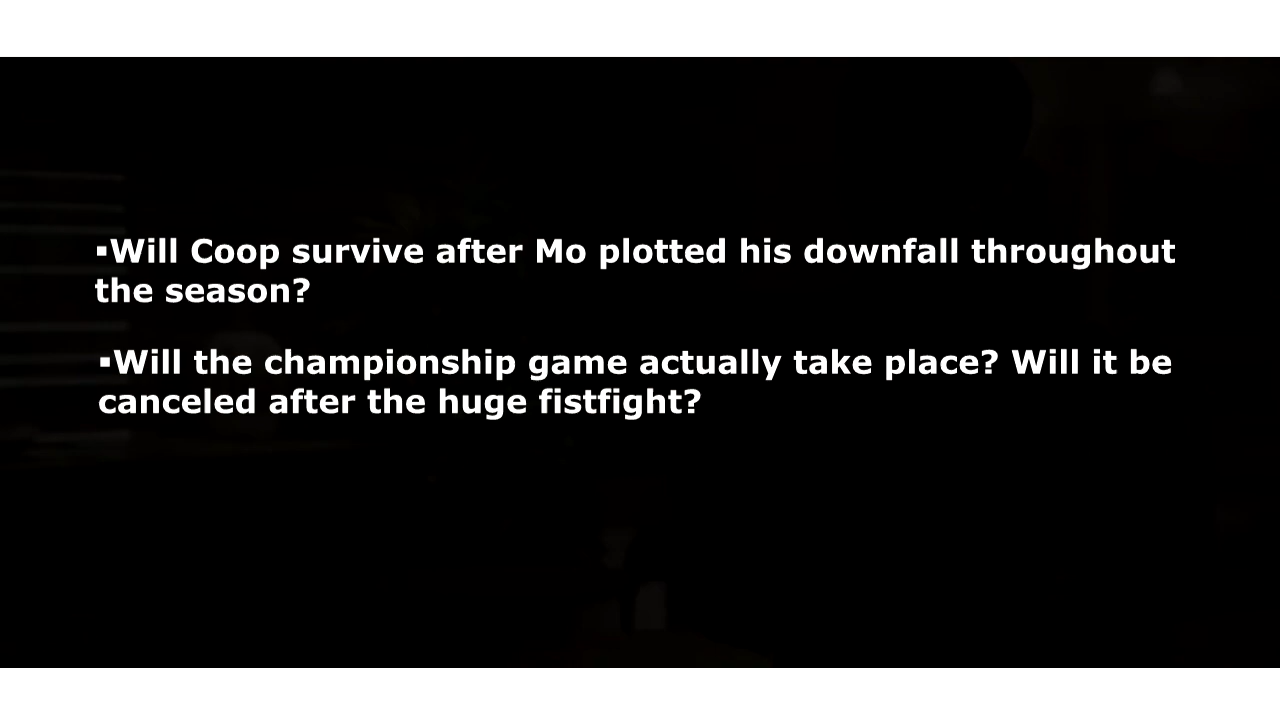 ▪Will Coop survive after Mo plotted his downfall throughout
the season?
▪Will the championship game actually take place? Will it be
canceled after the huge fistfight?